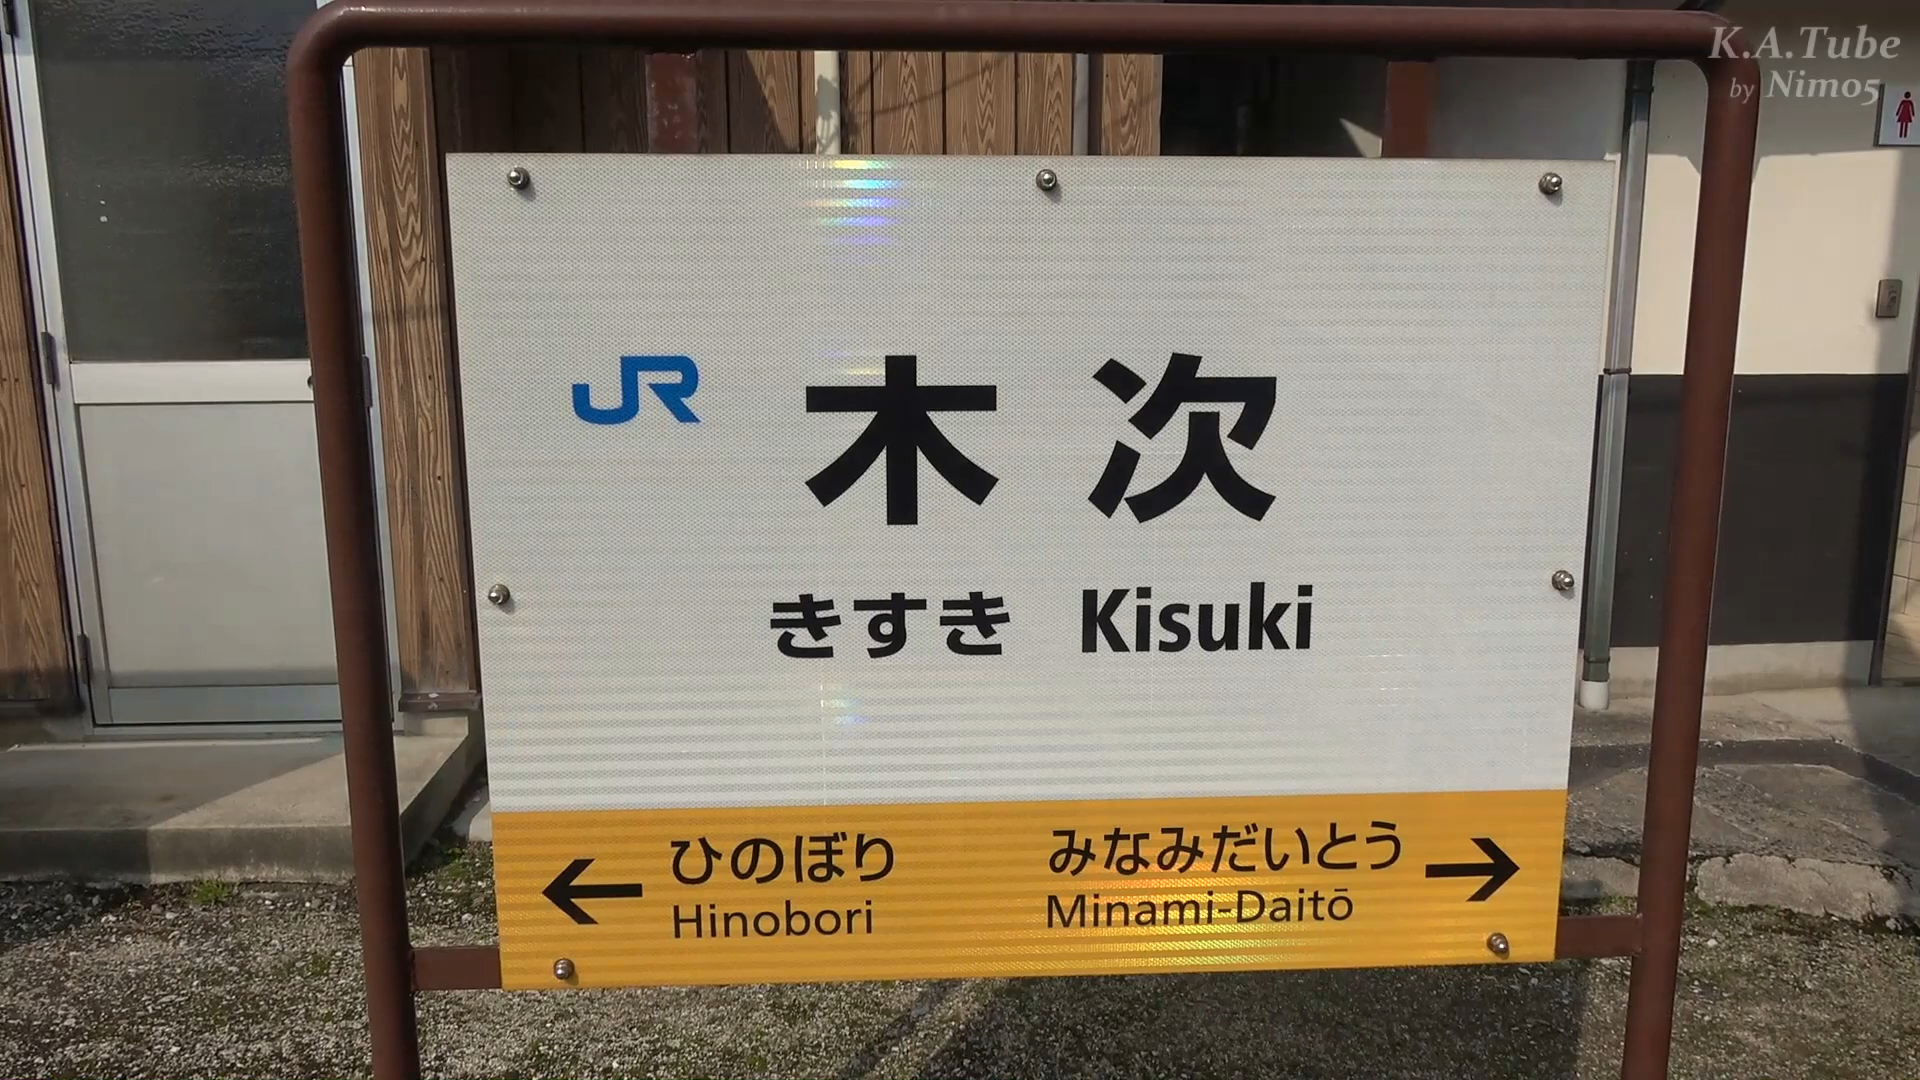 K.A.Tube
by Nimo5
JR 木次
きすき Kisuki
← ひのぼり
Hinobori
みなみだいとう →
Minami-Daitō